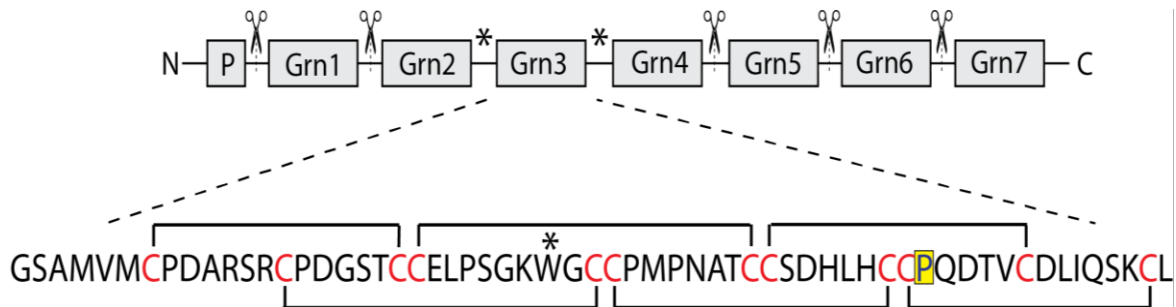 N P Grn1 Grn2 * Grn3 * Grn4 Grn5 Grn6 Grn7 C
*
GSAMVMCPDARSRCPDGSTCCELPSGKWGCCPMPNATCCSDHLHCCPQDTVCDLIQSKCL